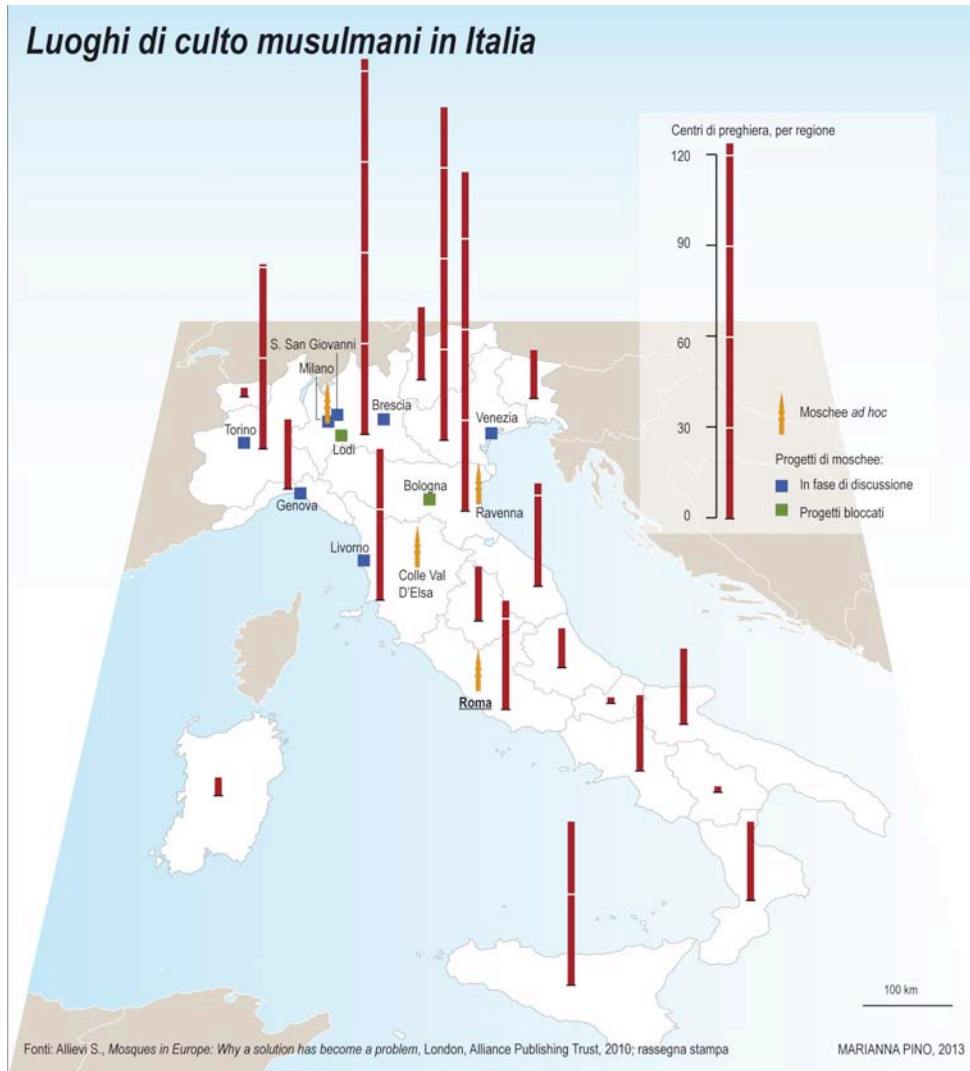 Luoghi di culto musulmani in Italia
Centri di preghiera, per regione
120
90
60
30
0
Moschee ad hoc
Progetti di moschee:
In fase di discussione
Progetti bloccati
S. San Giovanni
Milano
Brescia
Venezia
Torino
Lodi
Bologna
Ravenna
Genova
Livorno
Colle Val
D'Elsa
Roma
100 km
Fonti: Allievi S., Mosques in Europe: Why a solution has become a problem, London, Alliance Publishing Trust, 2010; rassegna stampa
MARIANNA PINO, 2013